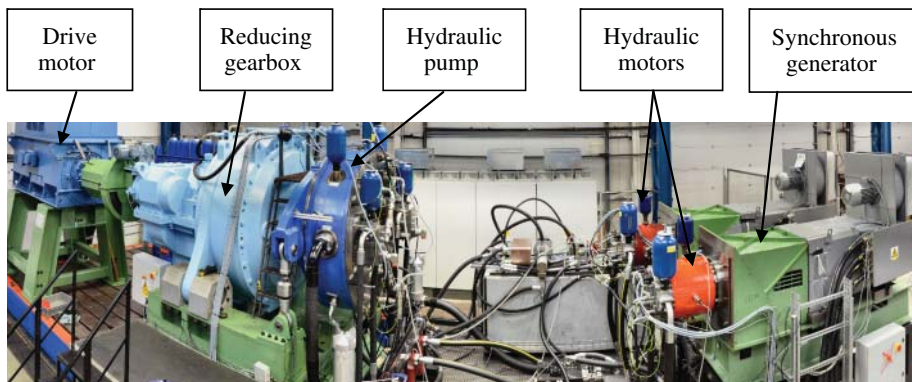 Drive
motor
Reducing
gearbox
Hydraulic
pump
Hydraulic
motors
Synchronous
generator